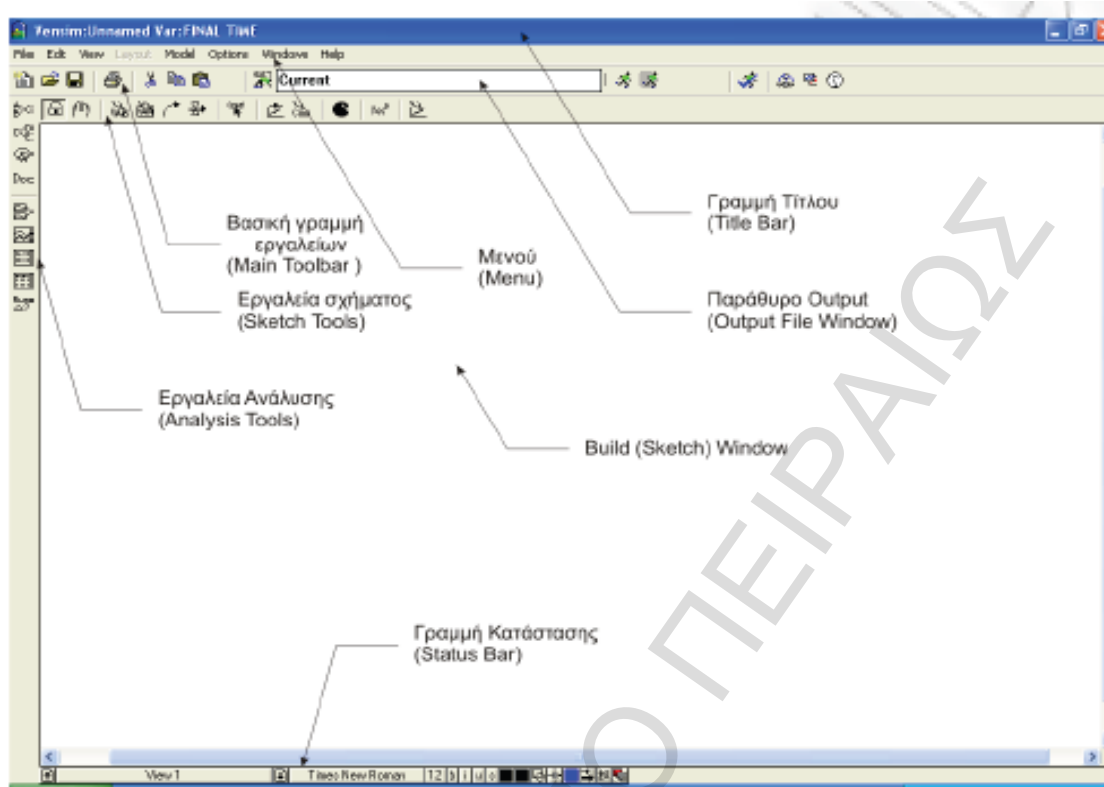 Vensim:Unnamed Var:FINAL TIME
Files Edit View Layout Model Options Windows Help
Current
Doc
Γραμμή Τίτλου
(Title Bar)
Βασική γραμμή
εργαλείων
(Main Toolbar )
Μενού
(Menu)
Εργαλεία σχήματος
(Sketch Tools)
Παράθυρο Output
(Output File Window)
Εργαλεία Ανάλυσης
(Analysis Tools)
Build (Sketch) Window
Γραμμή Κατάστασης
(Status Bar)
View 1 Times New Roman 12 b i u s
Ο ΠΕΙΡΑΙΩΣ